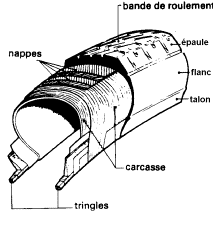 bande de roulement
épaule
nappes
flanc
talon
carcasse
tringles